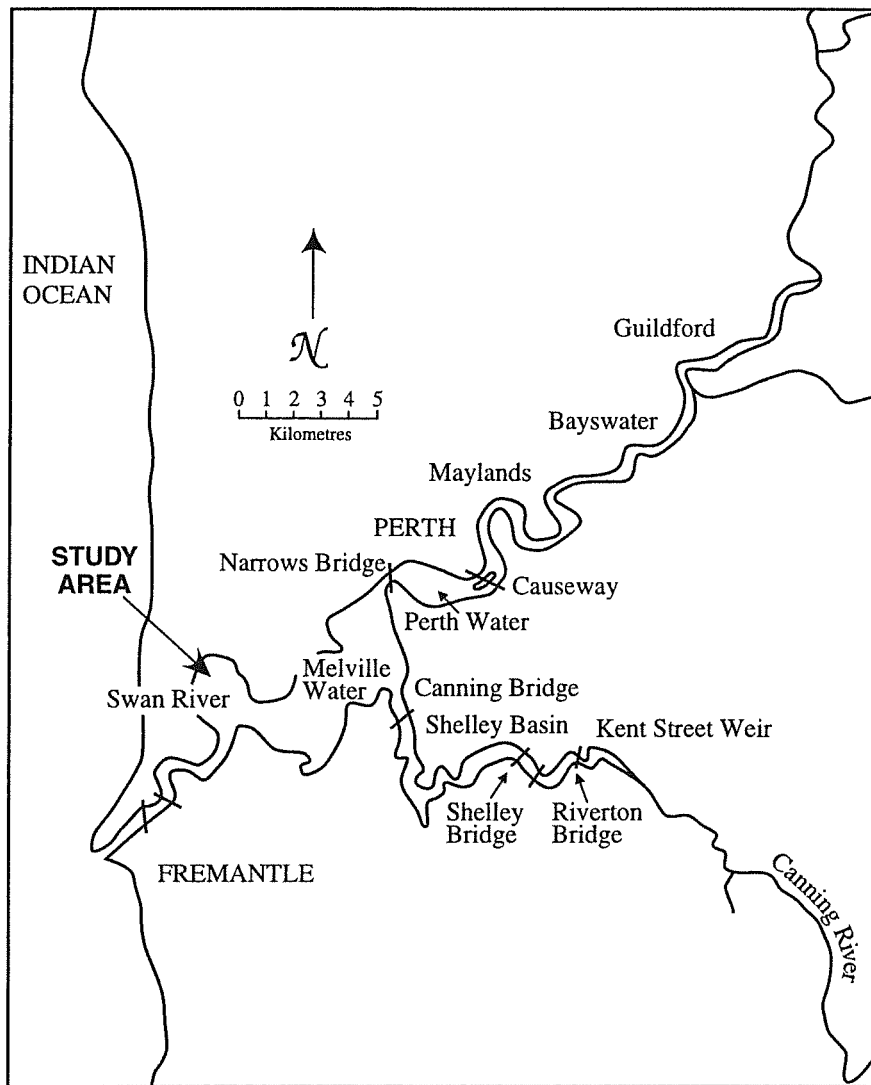 INDIAN
OCEAN
N
0 1 2 3 4 5
Kilometres
Guildford
Bayswater
Maylands
PERTH
STUDY
AREA
Narrows Bridge
Causeway
Perth Water
Melville
Water
Swan River
Canning Bridge
Shelley Basin
Kent Street Weir
Shelley
Bridge
Riverton
Bridge
FREMANTLE
Canning River